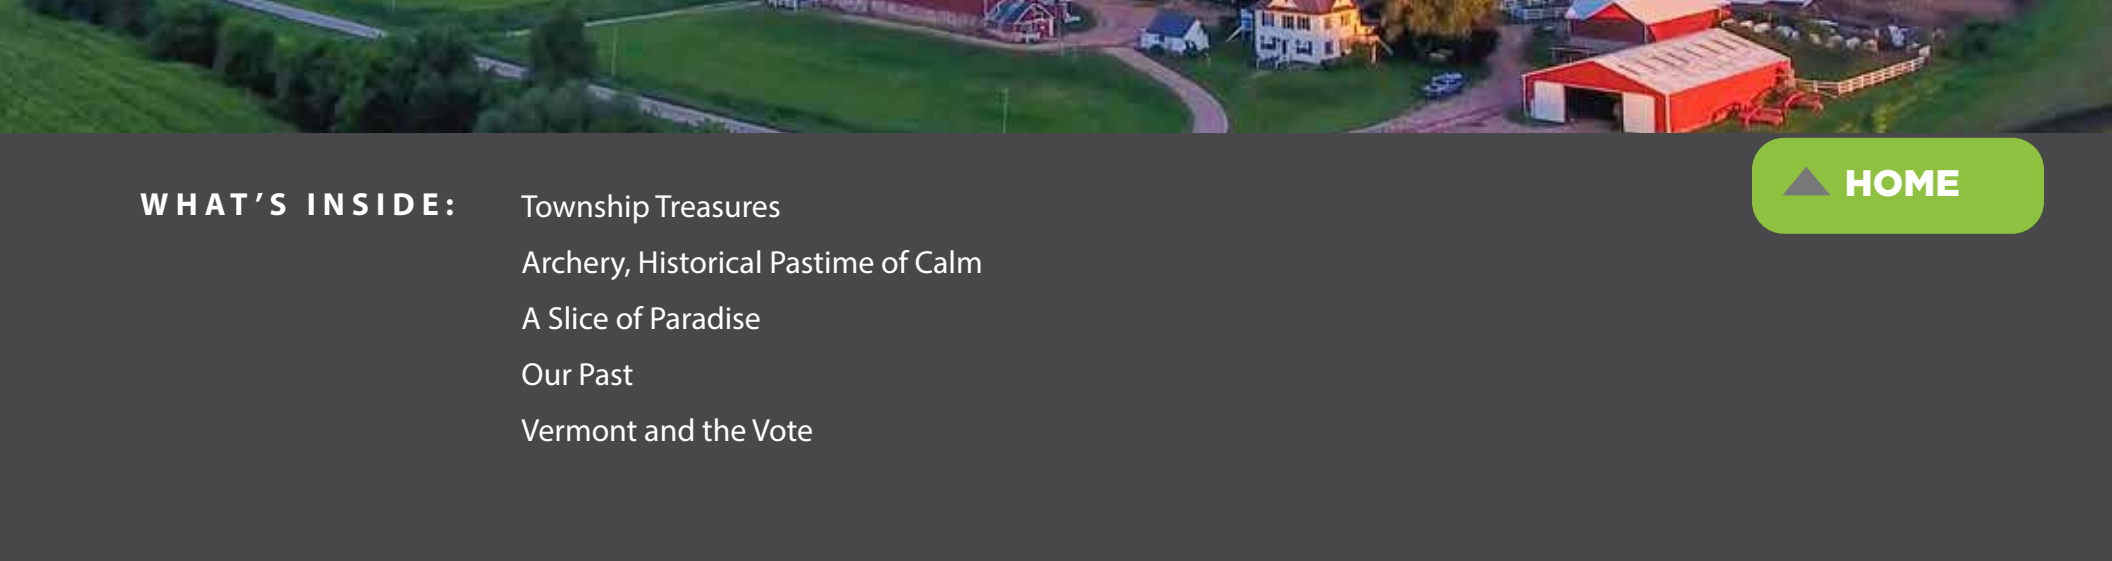 WHAT’S INSIDE:
Township Treasures
Archery, Historical Pastime of Calm
A Slice of Paradise
Our Past
Vermont and the Vote
HOME